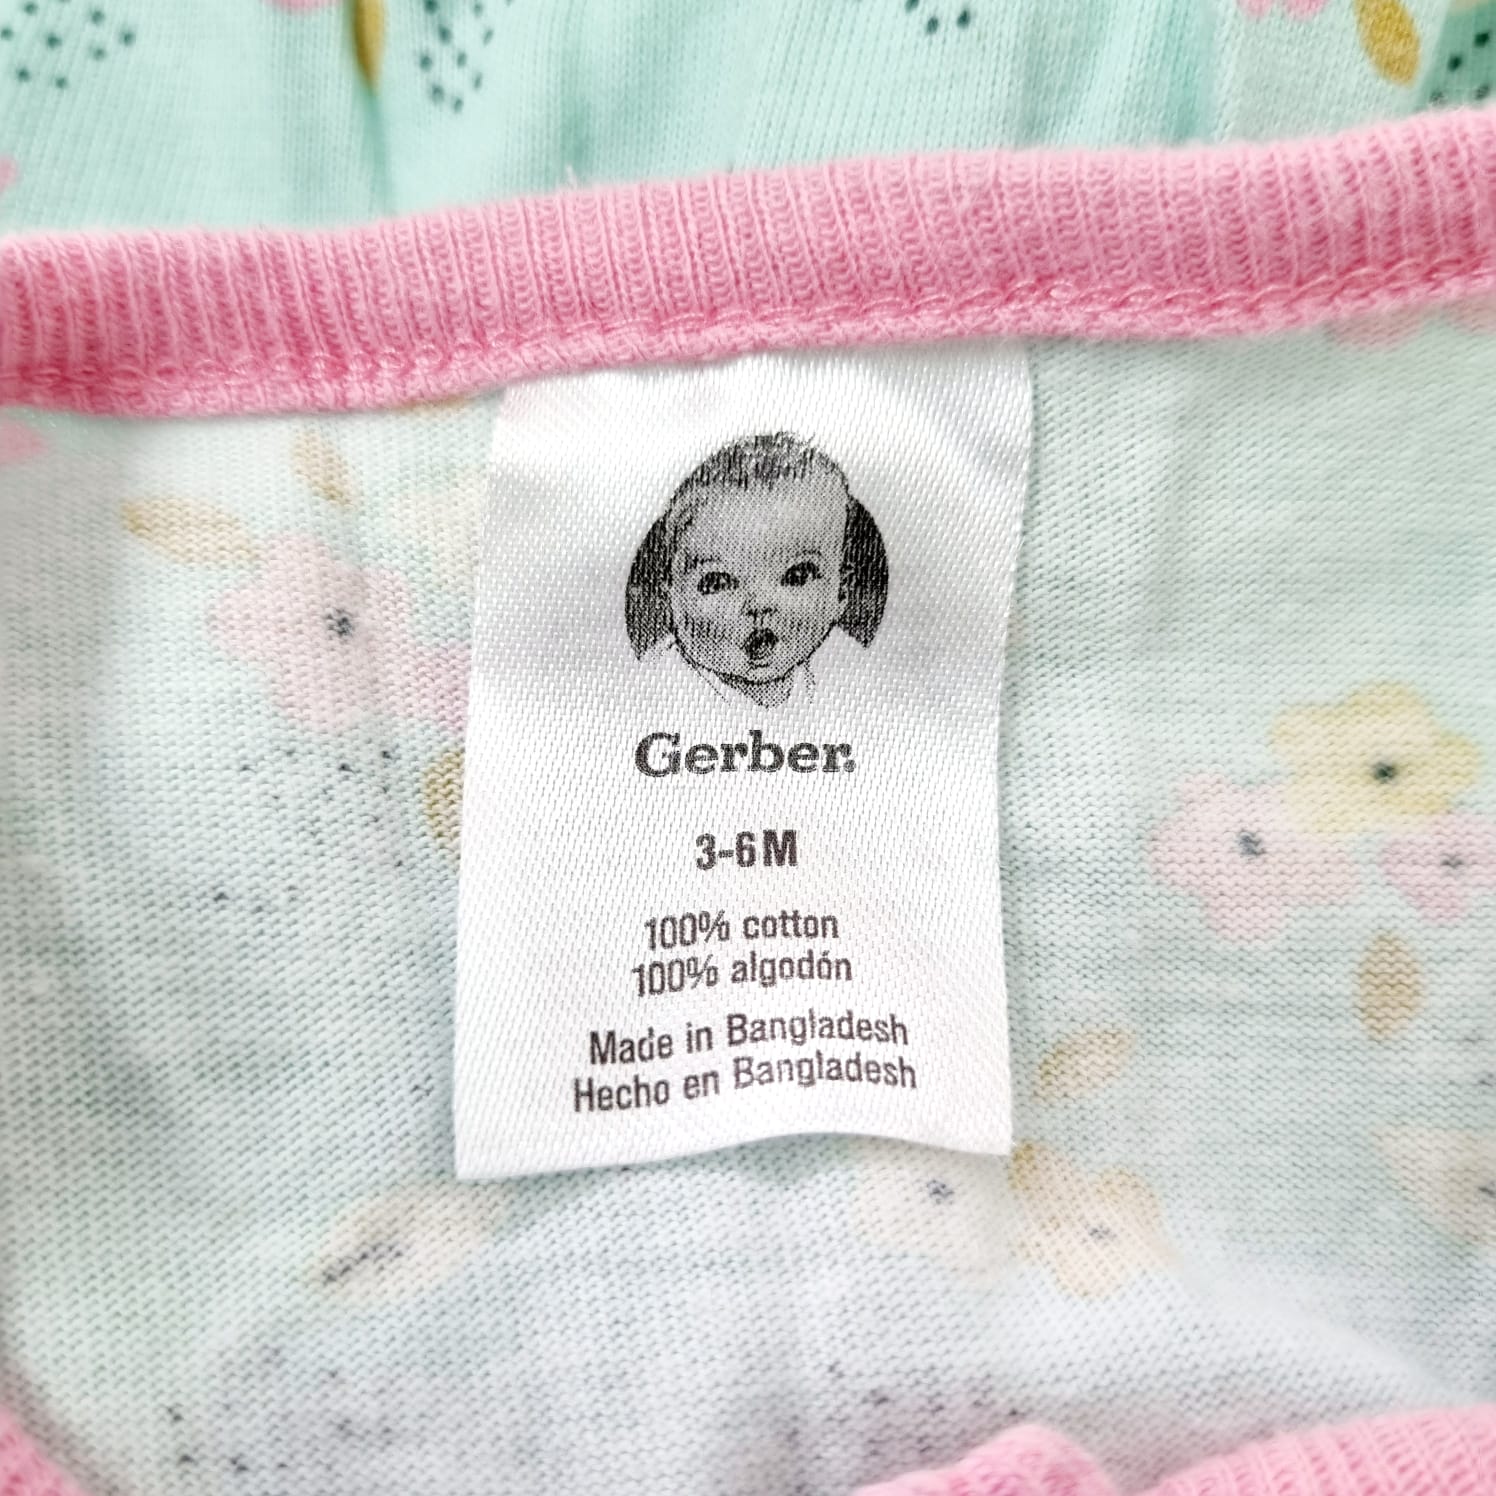 Gerber.
3-6M
100% cotton
100% algodón
Made in Bangladesh
Hecho en Bangladesh